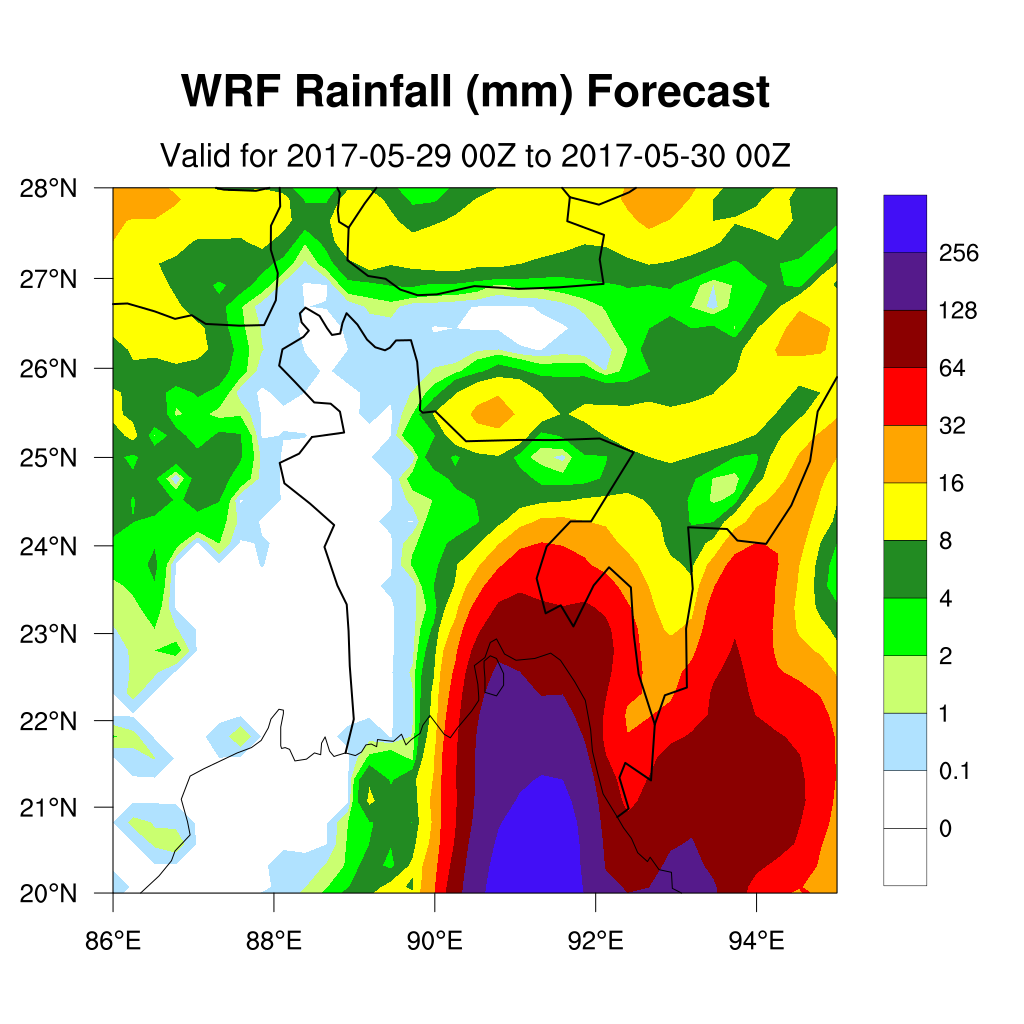 WRF Rainfall (mm) Forecast
Valid for 2017-05-29 00Z to 2017-05-30 00Z
28°N
27°N
26°N
25°N
24°N
23°N
22°N
21°N
20°N
86°E 88°E 90°E 92°E 94°E
256
128
64
32
16
8
4
2
1
0.1
0